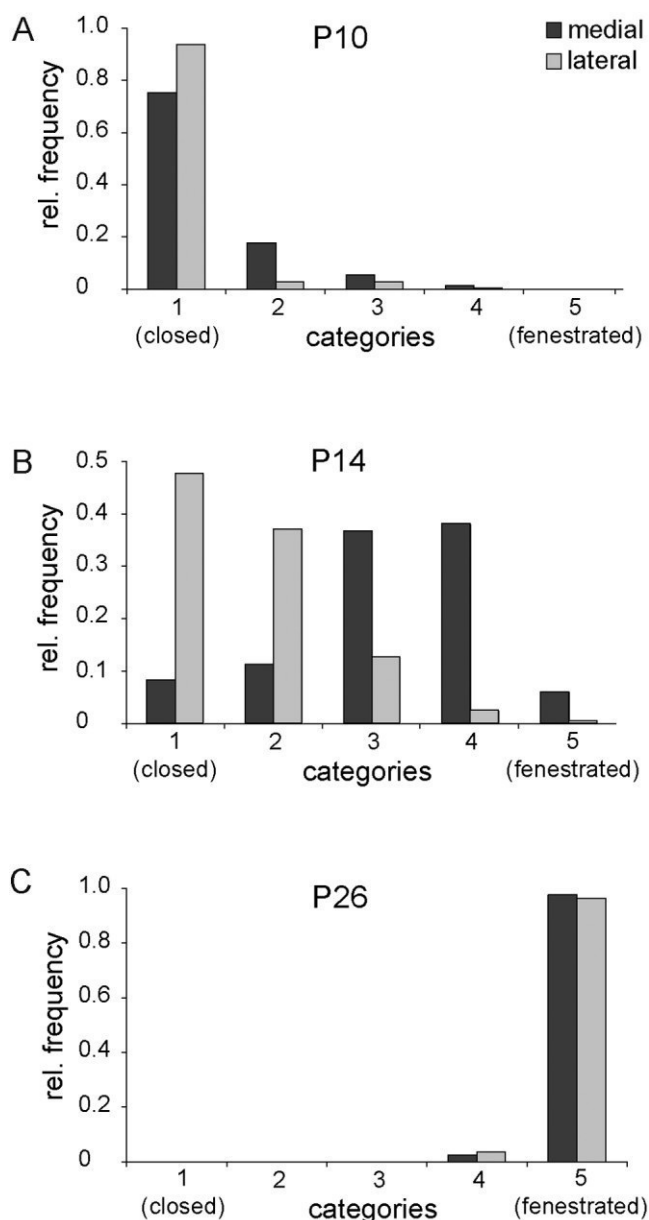 A
P10
medial
lateral
rel. frequency
1.0
0.8
0.6
0.4
0.2
0
1 2 3 4 5
(closed) categories (fenestrated)
B
P14
rel. frequency
0.5
0.4
0.3
0.2
0.1
0
1 2 3 4 5
(closed) categories (fenestrated)
C
P26
rel. frequency
1.0
0.8
0.6
0.4
0.2
0
1 2 3 4 5
(closed) categories (fenestrated)